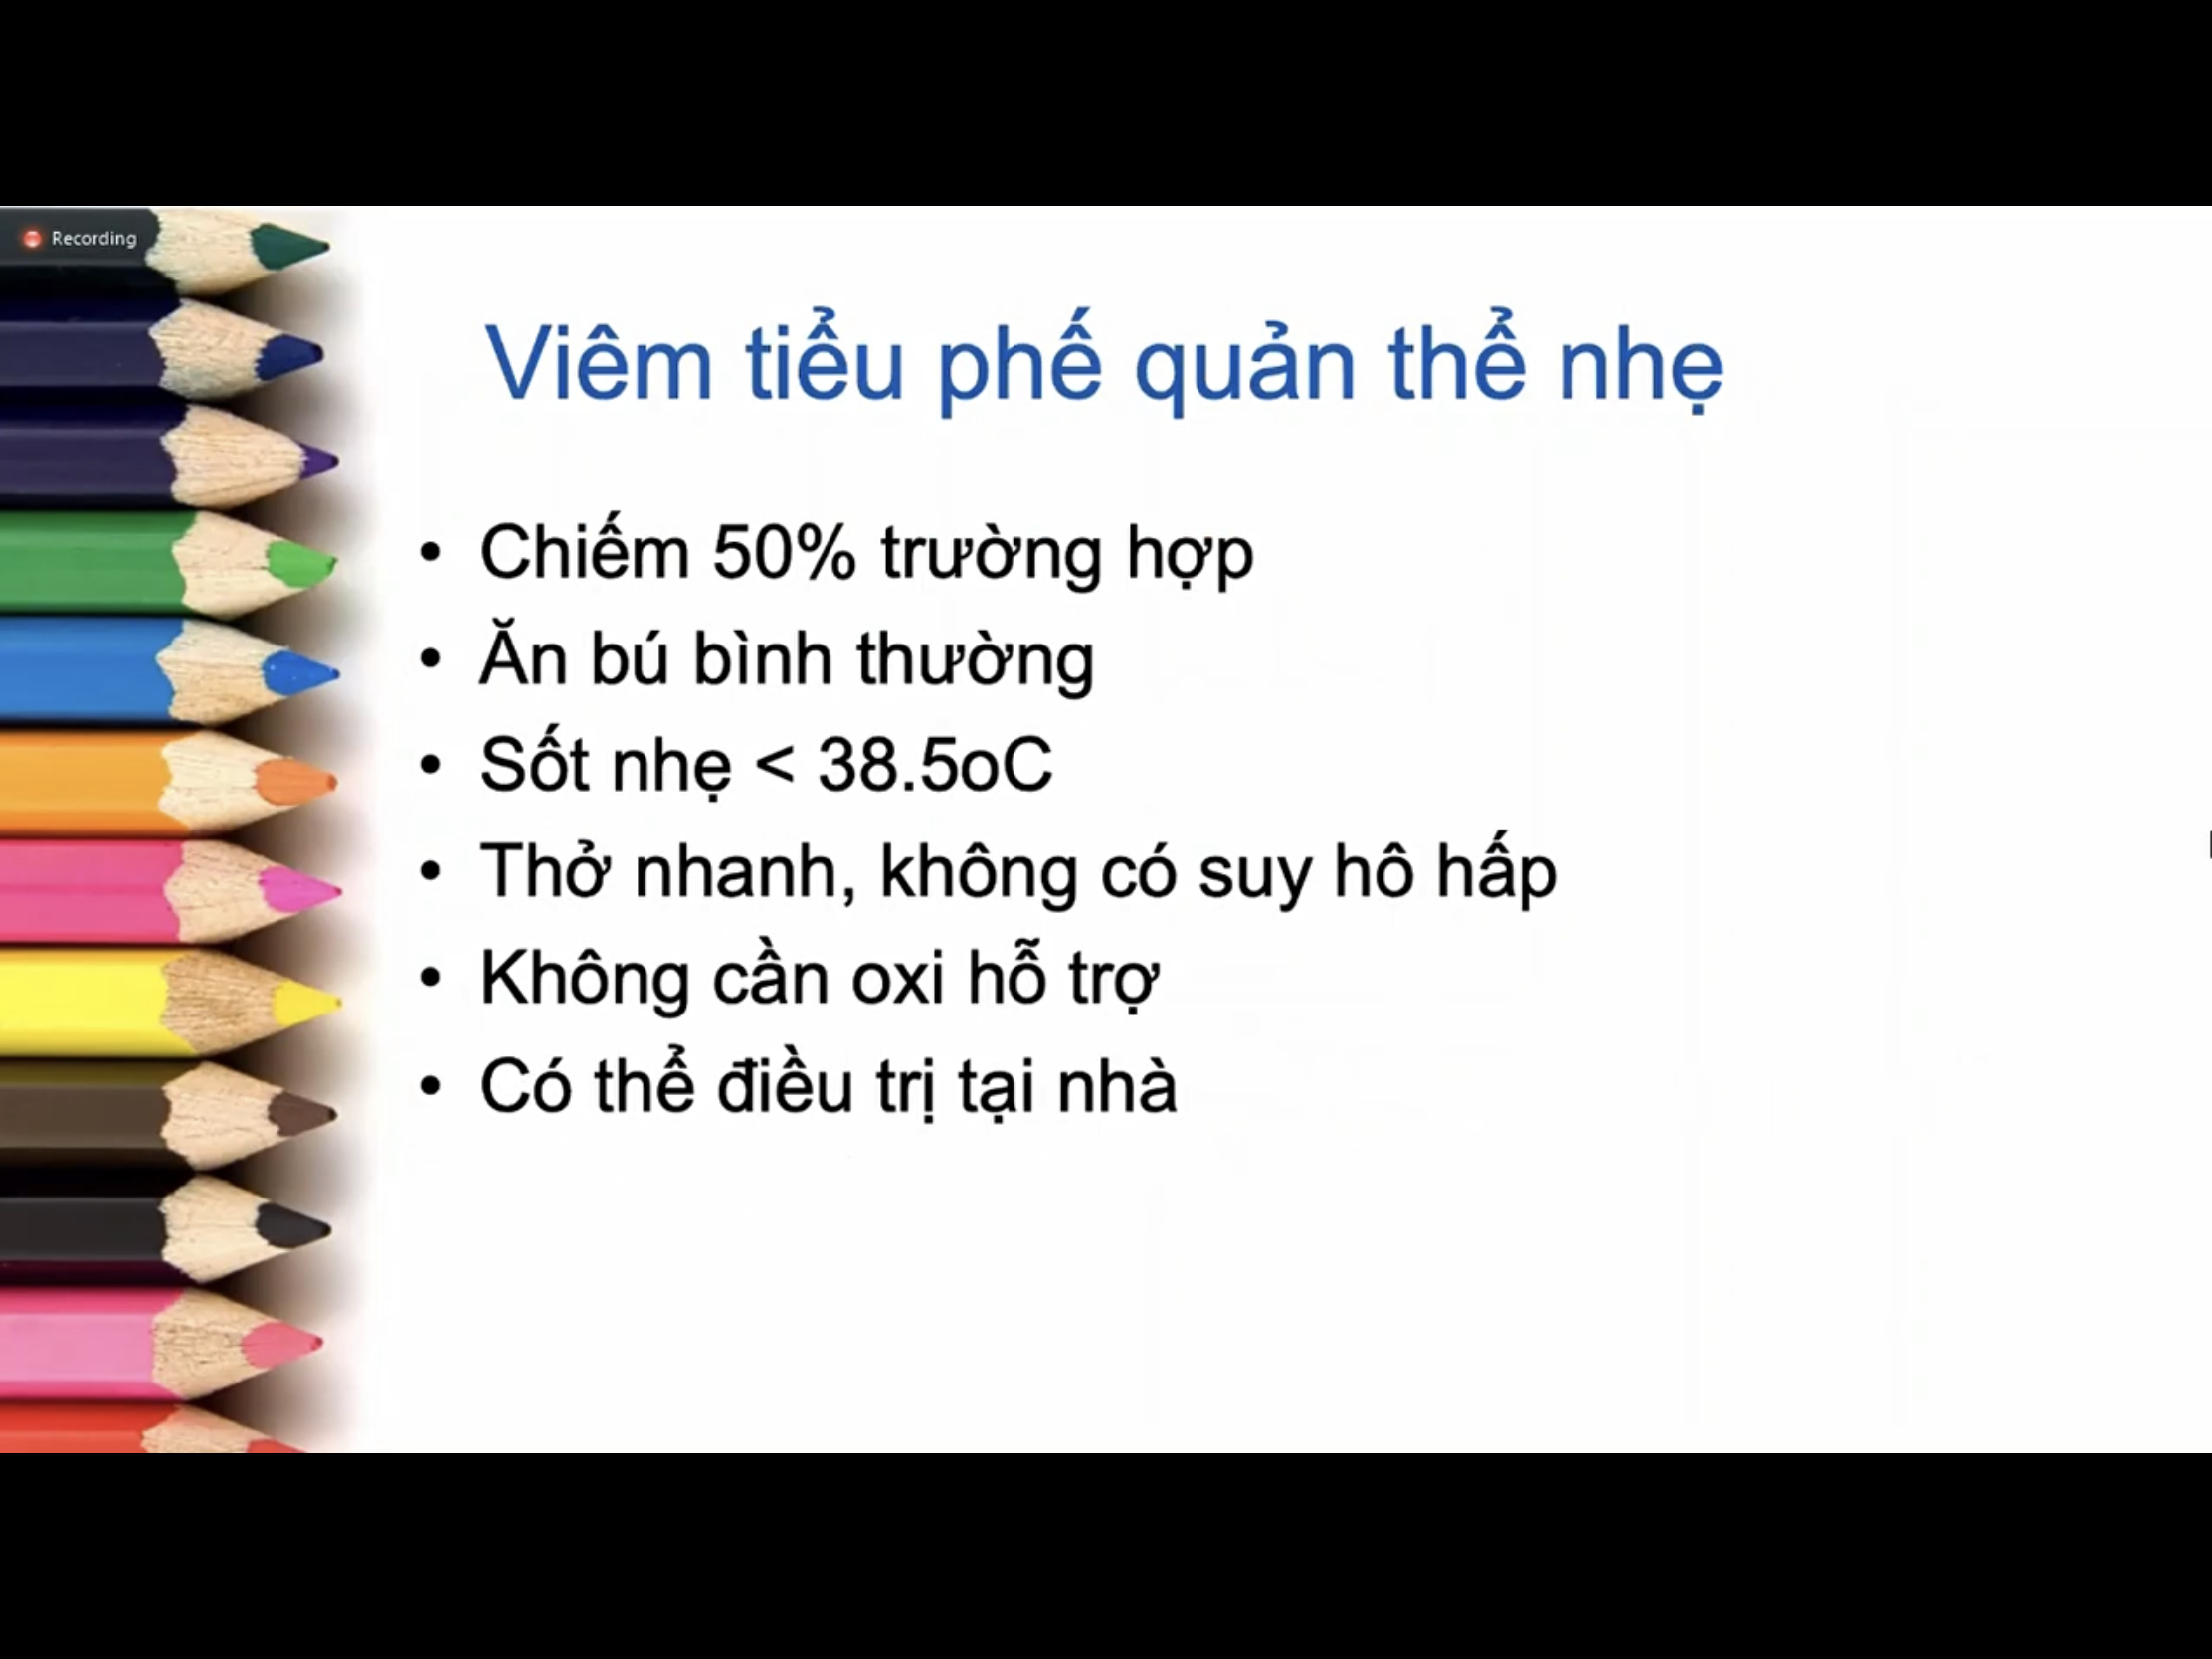 Recording
Viêm tiểu phế quản thể nhẹ
• Chiếm 50% trường hợp
• Ăn bú bình thường
• Sốt nhẹ < 38.5oC
• Thở nhanh, không có suy hô hấp
• Không cần oxi hỗ trợ
• Có thể điều trị tại nhà